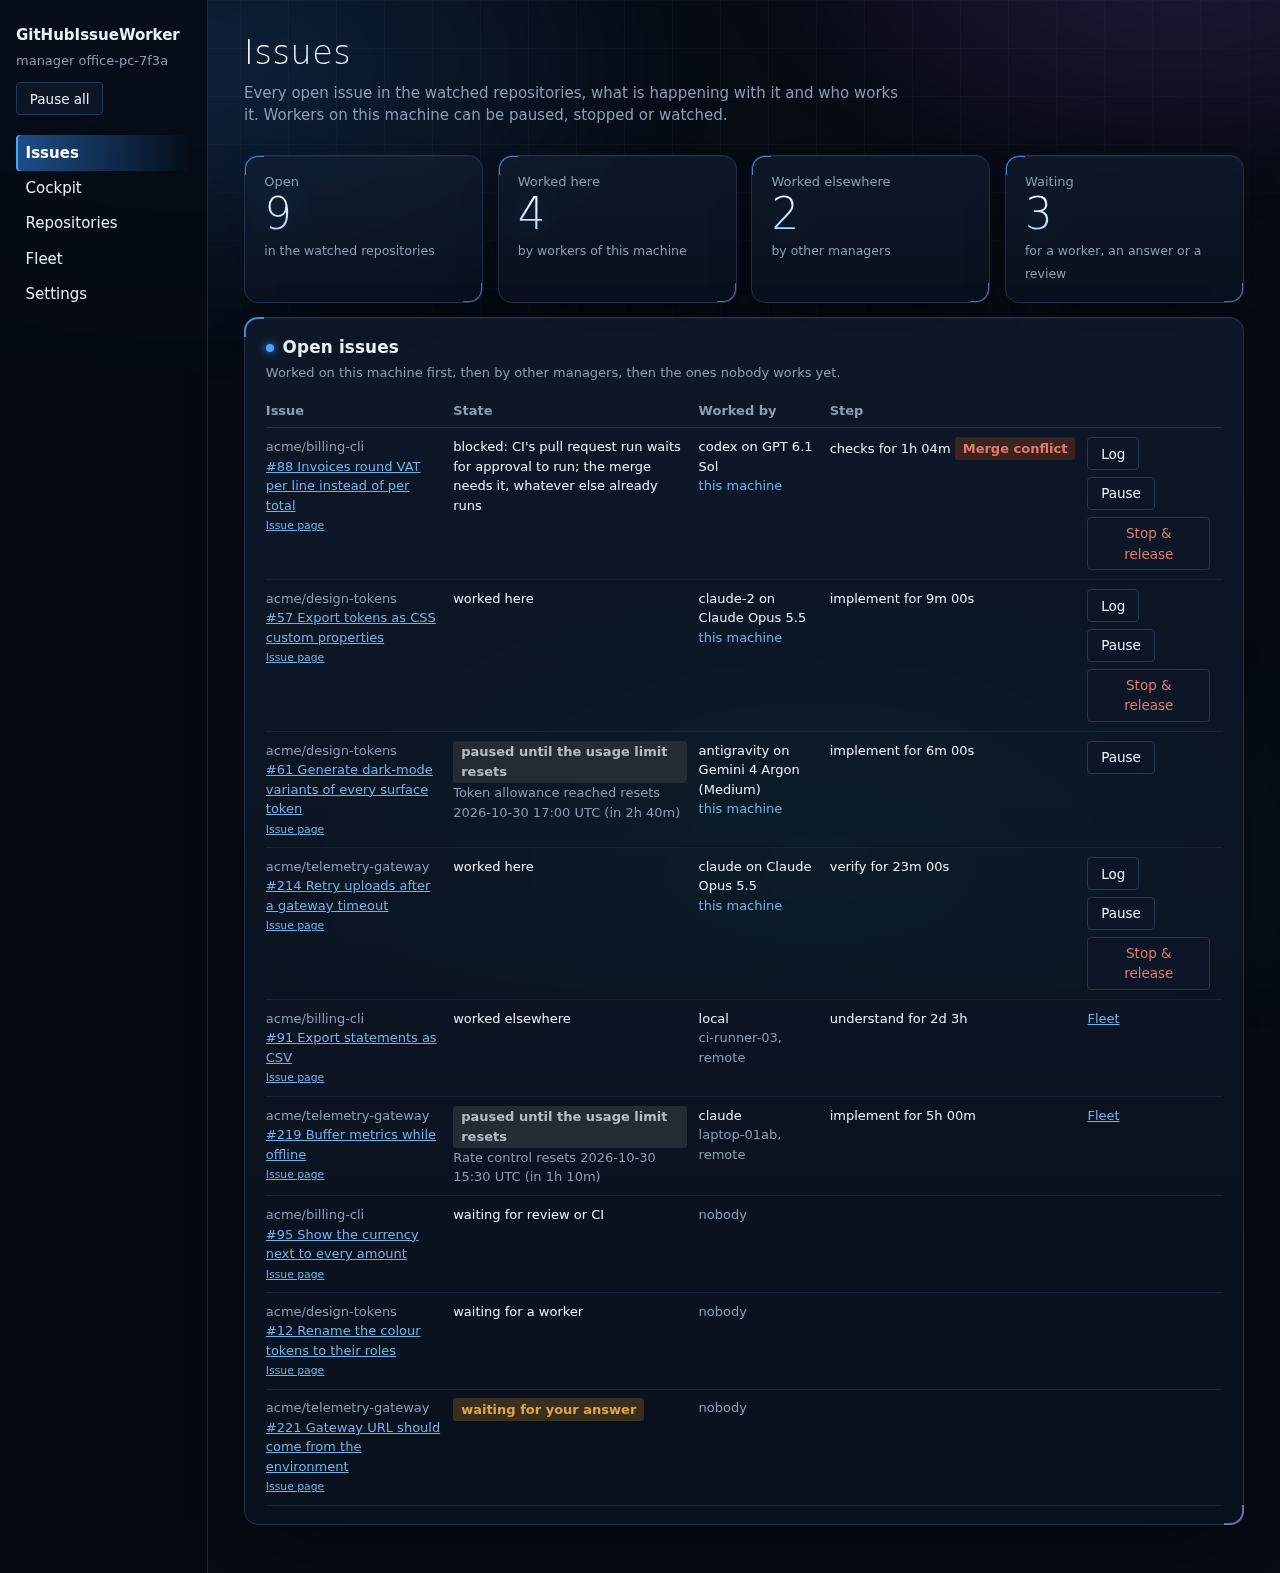 GitHubIssueWorker
manager office-pc-7f3a
Pause all
Issues
Cockpit
Repositories
Fleet
Settings
Issues
Every open issue in the watched repositories, what is happening with it and who works
it. Workers on this machine can be paused, stopped or watched.
Open
9
in the watched repositories
Worked here
4
by workers of this machine
Worked elsewhere
2
by other managers
Waiting
3
for a worker, an answer or a
review
Open issues
Worked on this machine first, then by other managers, then the ones nobody works yet.
Issue State Worked by Step
acme/billing-cli
#88 Invoices round VAT
per line instead of per
total
Issue page
blocked: CI's pull request run waits
for approval to run; the merge
needs it, whatever else already
runs
codex on GPT 6.1
Sol
this machine
checks for 1h 04m Merge conflict
Log
Pause
Stop &
release
acme/design-tokens
#57 Export tokens as CSS
custom properties
Issue page
worked here
claude-2 on
Claude Opus 5.5
this machine
implement for 9m 00s
Log
Pause
Stop &
release
acme/design-tokens
#61 Generate dark-mode
variants of every surface
token
Issue page
paused until the usage limit
resets
Token allowance reached resets
2026-10-30 17:00 UTC (in 2h 40m)
antigravity on
Gemini 4 Argon
(Medium)
this machine
implement for 6m 00s
Pause
acme/telemetry-gateway
#214 Retry uploads after
a gateway timeout
Issue page
worked here
claude on Claude
Opus 5.5
this machine
verify for 23m 00s
Log
Pause
Stop &
release
acme/billing-cli
#91 Export statements as
CSV
Issue page
worked elsewhere
local
ci-runner-03,
remote
understand for 2d 3h
Fleet
acme/telemetry-gateway
#219 Buffer metrics while
offline
Issue page
paused until the usage limit
resets
Rate control resets 2026-10-30
15:30 UTC (in 1h 10m)
claude
laptop-01ab,
remote
implement for 5h 00m
Fleet
acme/billing-cli
#95 Show the currency
next to every amount
Issue page
waiting for review or CI
nobody
acme/design-tokens
#12 Rename the colour
tokens to their roles
Issue page
waiting for a worker
nobody
acme/telemetry-gateway
#221 Gateway URL should
come from the
environment
Issue page
waiting for your answer
nobody